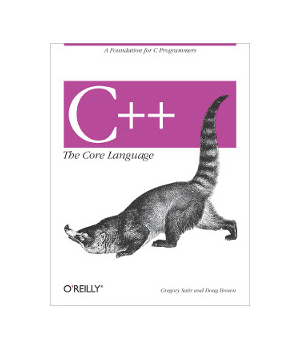 A Foundation for C Programmers
C++
The Core Language
Gregory Satir and Doug Brown
O'REILLY®